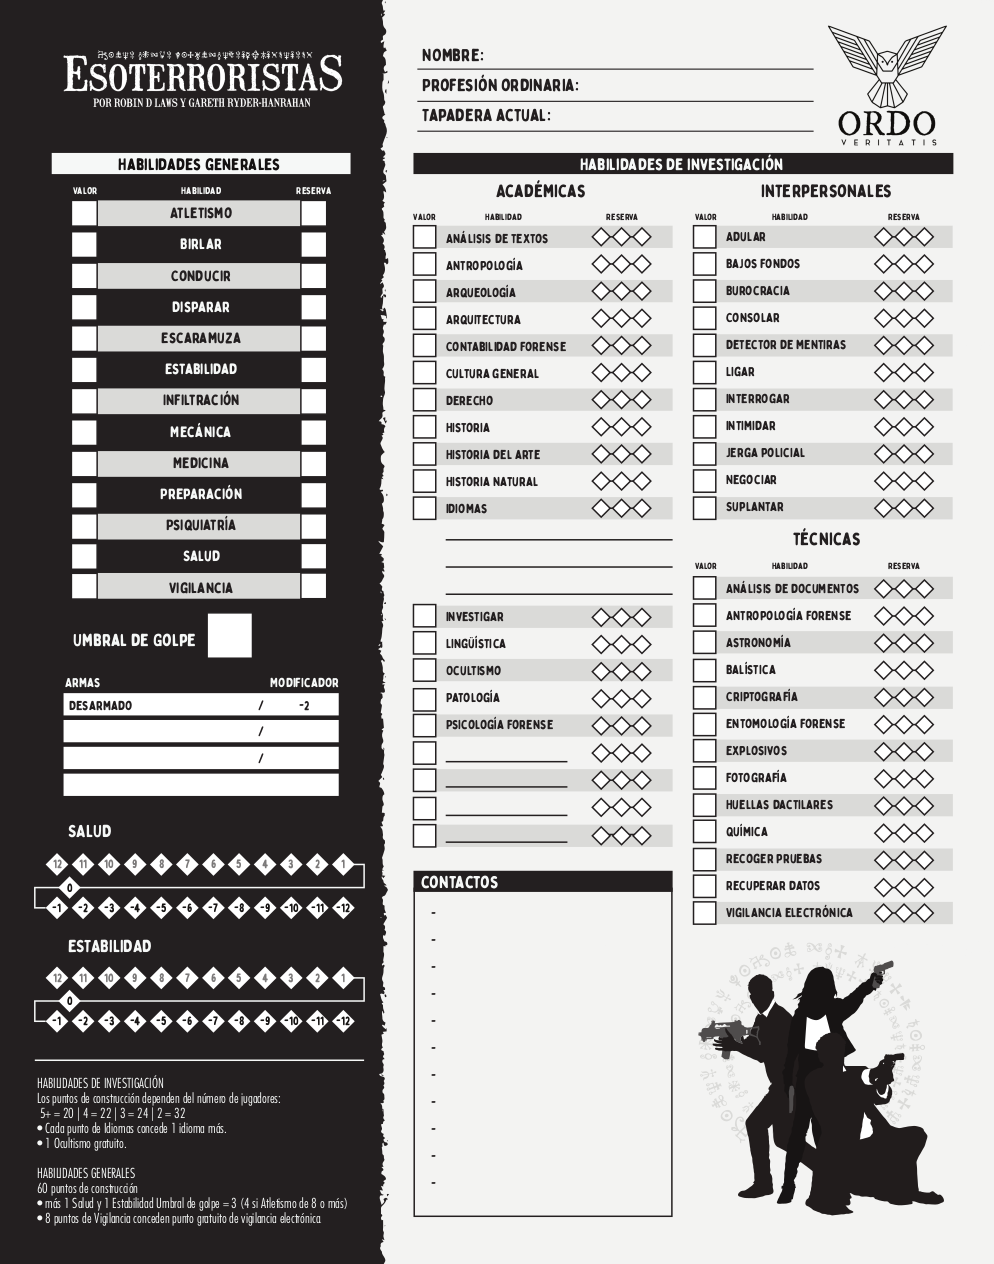 ESOTERRORISTAS
POR ROBIN D LAWS Y GARETH RYDER-HANRAHAN
NOMBRE:
PROFESIÓN ORDINARIA:
TAPADERA ACTUAL:
ORDO
VERITATIS
HABILIDADES GENERALES
VALOR HABILIDAD RESERVA
ATLETISMO
BIRLAR
CONDUCIR
DISPARAR
ESCARAMUZA
ESTABILIDAD
INFILTRACIÓN
MECÁNICA
MEDICINA
PREPARACIÓN
PSIQUIATRÍA
SALUD
VIGILANCIA
UMBRAL DE GOLPE
ARMAS MODIFICADOR
DESARMADO / -2
/
/
SALUD
12 11 10 9 8 7 6 5 4 3 2 1
0
-1 -2 -3 -4 -5 -6 -7 -8 -9 -10 -11 -12
ESTABILIDAD
12 11 10 9 8 7 6 5 4 3 2 1
0
-1 -2 -3 -4 -5 -6 -7 -8 -9 -10 -11 -12
HABILIDADES DE INVESTIGACIÓN
Los puntos de construcción dependen del número de jugadores:
5+ = 20 | 4 = 22 | 3 = 24 | 2 = 32
• Cada punto de Idiomas concede 1 idioma más.
• 1 Ocultismo gratuito.
HABILIDADES GENERALES
60 puntos de construcción
• más 1 Salud y 1 Estabilidad Umbral de golpe = 3 (4 si Atletismo de 8 o más)
• 8 puntos de Vigilancia conceden punto gratuito de vigilancia electrónica
HABILIDADES DE INVESTIGACIÓN
ACADÉMICAS
VALOR HABILIDAD RESERVA
ANÁLISIS DE TEXTOS
ANTROPOLOGÍA
ARQUEOLOGÍA
ARQUITECTURA
CONTABILIDAD FORENSE
CULTURA GENERAL
DERECHO
HISTORIA
HISTORIA DEL ARTE
HISTORIA NATURAL
IDIOMAS
INVESTIGAR
LINGÜÍSTICA
OCULTISMO
PATOLOGÍA
PSICOLOGÍA FORENSE
CONTACTOS
-
-
-
-
-
-
-
-
-
-
-
INTERPERSONALES
VALOR HABILIDAD RESERVA
ADULAR
BAJOS FONDOS
BUROCRACIA
CONSOLAR
DETECTOR DE MENTIRAS
LIGAR
INTERROGAR
INTIMIDAR
JERGA POLICIAL
NEGOCIAR
SUPLANTAR
TÉCNICAS
VALOR HABILIDAD RESERVA
ANÁLISIS DE DOCUMENTOS
ANTROPOLOGÍA FORENSE
ASTRONOMÍA
BALÍSTICA
CRIPTOGRAFÍA
ENTOMOLOGÍA FORENSE
EXPLOSIVOS
FOTOGRAFÍA
HUELLAS DACTILARES
QUÍMICA
RECOGER PRUEBAS
RECUPERAR DATOS
VIGILANCIA ELECTRÓNICA